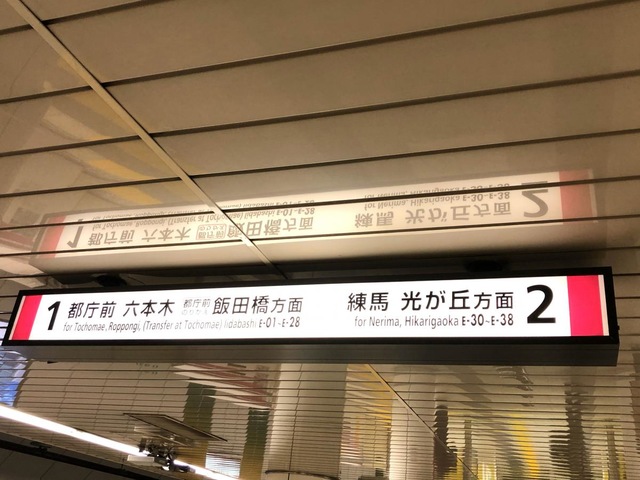 1 都庁前 六本木 都庁前のりかえ 飯田橋方面
for Tochomae, Roppongi, (Transfer at Tochomae) Iidabashi E-01~E-28
練馬 光が丘方面 2
for Nerima, Hikarigaoka E-30~E-38